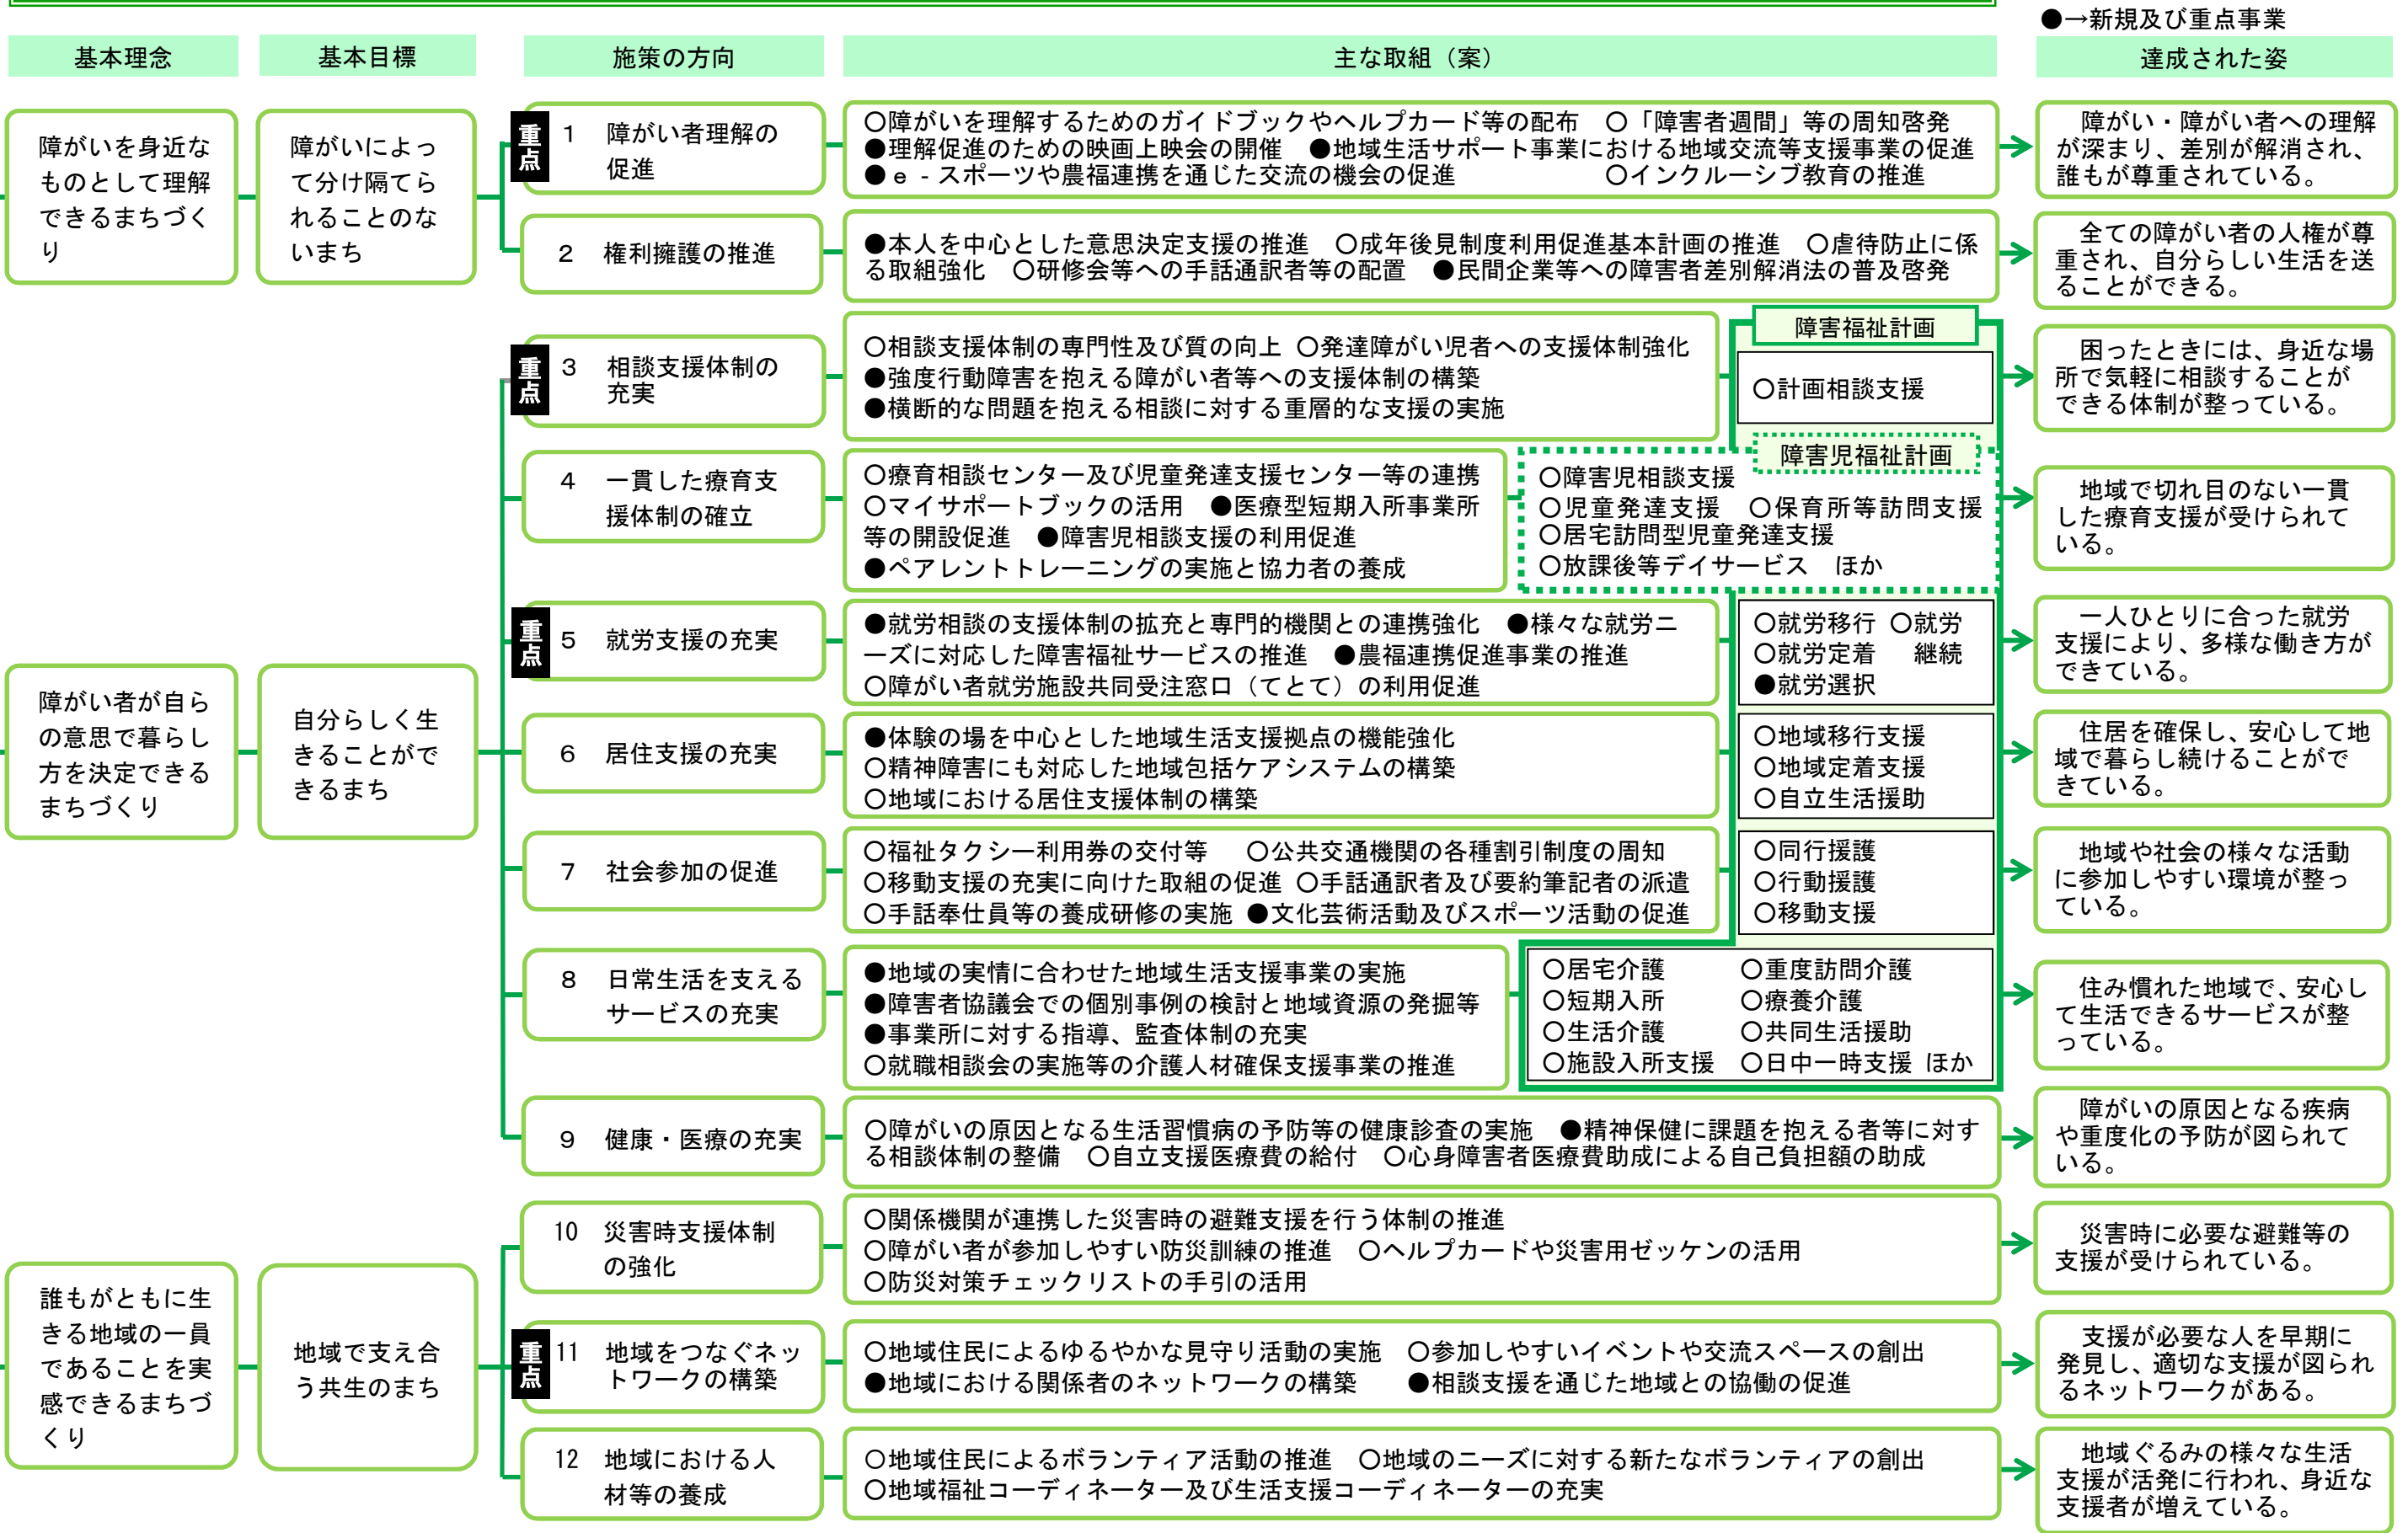 ●→新規及び重点事業
基本理念
基本目標
施策の方向
主な取組（案）
達成された姿
障がいを身近な
ものとして理解
できるまちづく
り
障がいによっ
て分け隔てら
れることのな
いまち
重点
1 障がい者理解の
促進
○障がいを理解するためのガイドブックやヘルプカード等の配布 ○「障害者週間」等の周知啓発
●理解促進のための映画上映会の開催 ●地域生活サポート事業における地域交流等支援事業の促進
●ｅ‐スポーツや農福連携を通じた交流の機会の促進 ○インクルーシブ教育の推進
障がい・障がい者への理解
が深まり、差別が解消され、
誰もが尊重されている。
2 権利擁護の推進
●本人を中心とした意思決定支援の推進 ○成年後見制度利用促進基本計画の推進 ○虐待防止に係
る取組強化 ○研修会等への手話通訳者等の配置 ●民間企業等への障害者差別解消法の普及啓発
全ての障がい者の人権が尊
重され、自分らしい生活を送
ることができる。
障がい者が自ら
の意思で暮らし
方を決定できる
まちづくり
自分らしく生
きることがで
きるまち
重点
3 相談支援体制の
充実
○相談支援体制の専門性及び質の向上 ○発達障がい児者への支援体制強化
●強度行動障害を抱える障がい者等への支援体制の構築
●横断的な問題を抱える相談に対する重層的な支援の実施
障害福祉計画
○計画相談支援
困ったときには、身近な場
所で気軽に相談することが
できる体制が整っている。
4 一貫した療育支
援体制の確立
○療育相談センター及び児童発達支援センター等の連携
○マイサポートブックの活用 ●医療型短期入所事業所
等の開設促進 ●障害児相談支援の利用促進
●ペアレントトレーニングの実施と協力者の養成
障害児福祉計画
○障害児相談支援
○児童発達支援 ○保育所等訪問支援
○居宅訪問型児童発達支援
○放課後等デイサービス ほか
地域で切れ目のない一貫
した療育支援が受けられて
いる。
重点
5 就労支援の充実
●就労相談の支援体制の拡充と専門的機関との連携強化 ●様々な就労ニ
ーズに対応した障害福祉サービスの推進 ●農福連携促進事業の推進
○障がい者就労施設共同受注窓口（てとて）の利用促進
○就労移行 ○就労
○就労定着 継続
●就労選択
一人ひとりに合った就労
支援により、多様な働き方が
できている。
6 居住支援の充実
●体験の場を中心とした地域生活支援拠点の機能強化
○精神障害にも対応した地域包括ケアシステムの構築
○地域における居住支援体制の構築
○地域移行支援
○地域定着支援
○自立生活援助
住居を確保し、安心して地
域で暮らし続けることがで
きている。
7 社会参加の促進
○福祉タクシー利用券の交付等 ○公共交通機関の各種割引制度の周知
○移動支援の充実に向けた取組の促進 ○手話通訳者及び要約筆記者の派遣
○手話奉仕員等の養成研修の実施 ●文化芸術活動及びスポーツ活動の促進
○同行援護
○行動援護
○移動支援
地域や社会の様々な活動
に参加しやすい環境が整っ
ている。
8 日常生活を支える
サービスの充実
●地域の実情に合わせた地域生活支援事業の実施
●障害者協議会での個別事例の検討と地域資源の発掘等
●事業所に対する指導、監査体制の充実
○就職相談会の実施等の介護人材確保支援事業の推進
○居宅介護 ○重度訪問介護
○短期入所 ○療養介護
○生活介護 ○共同生活援助
○施設入所支援 ○日中一時支援 ほか
住み慣れた地域で、安心し
て生活できるサービスが整
っている。
9 健康・医療の充実
○障がいの原因となる生活習慣病の予防等の健康診査の実施 ●精神保健に課題を抱える者等に対す
る相談体制の整備 ○自立支援医療費の給付 ○心身障害者医療費助成による自己負担額の助成
障がいの原因となる疾病
や重度化の予防が図られて
いる。
誰もがともに生
きる地域の一員
であることを実
感できるまちづ
くり
地域で支え合
う共生のまち
10 災害時支援体制
の強化
○関係機関が連携した災害時の避難支援を行う体制の推進
○障がい者が参加しやすい防災訓練の推進 ○ヘルプカードや災害用ゼッケンの活用
○防災対策チェックリストの手引の活用
災害時に必要な避難等の
支援が受けられている。
重点
11 地域をつなぐネッ
トワークの構築
○地域住民によるゆるやかな見守り活動の実施 ○参加しやすいイベントや交流スペースの創出
●地域における関係者のネットワークの構築 ●相談支援を通じた地域との協働の促進
支援が必要な人を早期に
発見し、適切な支援が図られ
るネットワークがある。
12 地域における人
材等の養成
○地域住民によるボランティア活動の推進 ○地域のニーズに対する新たなボランティアの創出
○地域福祉コーディネーター及び生活支援コーディネーターの充実
地域ぐるみの様々な生活
支援が活発に行われ、身近な
支援者が増えている。